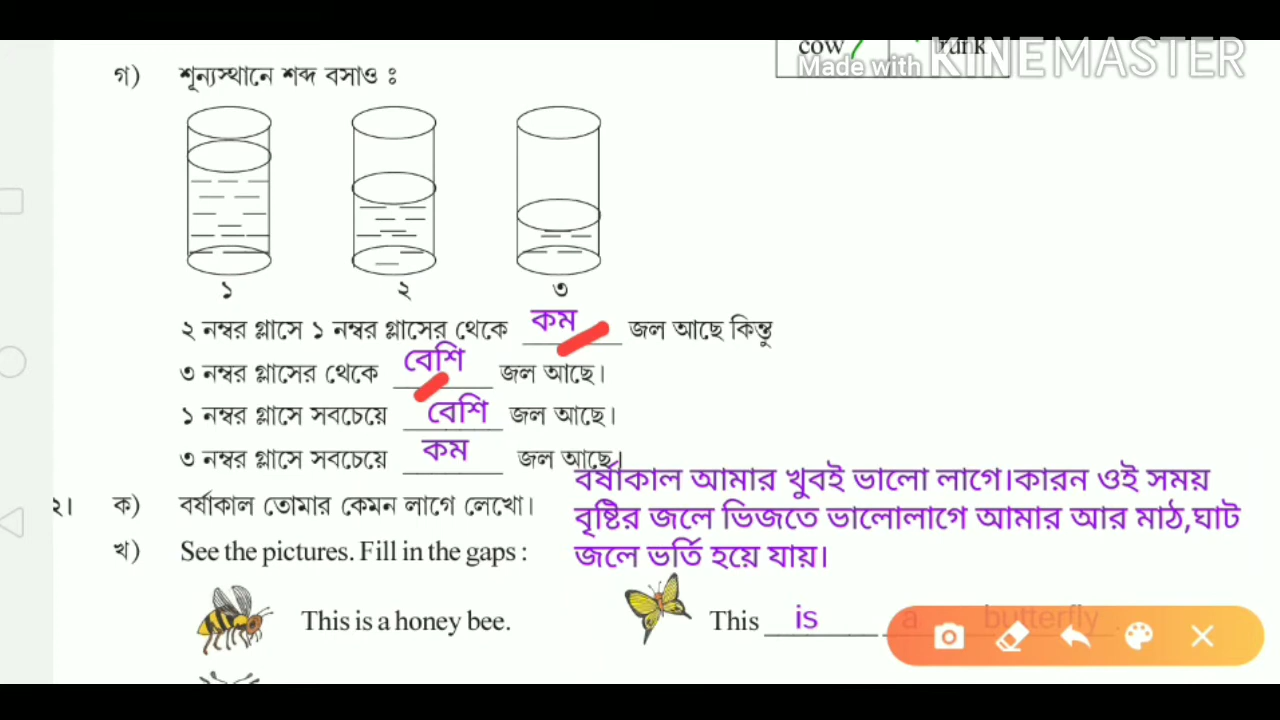 cow trunk
Made with KINEMASTER
গ) শূন্যস্থানে শব্দ বসাও ঃ
১ ২ ৩
২ নম্বর গ্লাসে ১ নম্বর গ্লাসের থেকে কম জল আছে কিন্তু
৩ নম্বর গ্লাসের থেকে বেশি জল আছে।
১ নম্বর গ্লাসে সবচেয়ে বেশি জল আছে।
৩ নম্বর গ্লাসে সবচেয়ে কম জল আছে।
২। ক) বর্ষাকাল তোমার কেমন লাগে লেখো।
বর্ষাকাল আমার খুবই ভালো লাগে।কারন ওই সময়
বৃষ্টির জলে ভিজতে ভালোলাগে আমার আর মাঠ,ঘাট
জলে ভর্তি হয়ে যায়।
খ) See the pictures. Fill in the gaps :
This is a honey bee.
This is a butterfly .